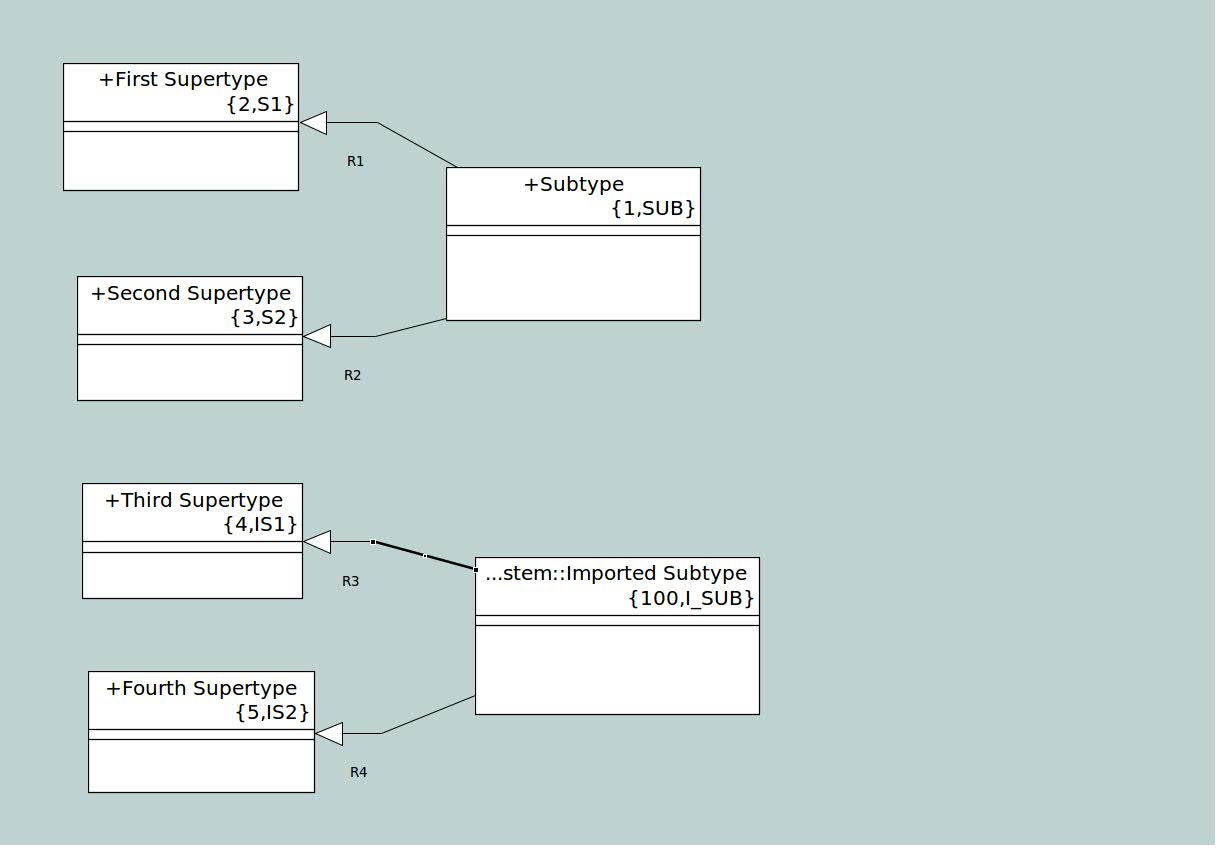 +First Supertype
{2,S1}
R1
+Subtype
{1,SUB}
+Second Supertype
{3,S2}
R2
+Third Supertype
{4,IS1}
R3
...stem::Imported Subtype
{100,I_SUB}
+Fourth Supertype
{5,IS2}
R4